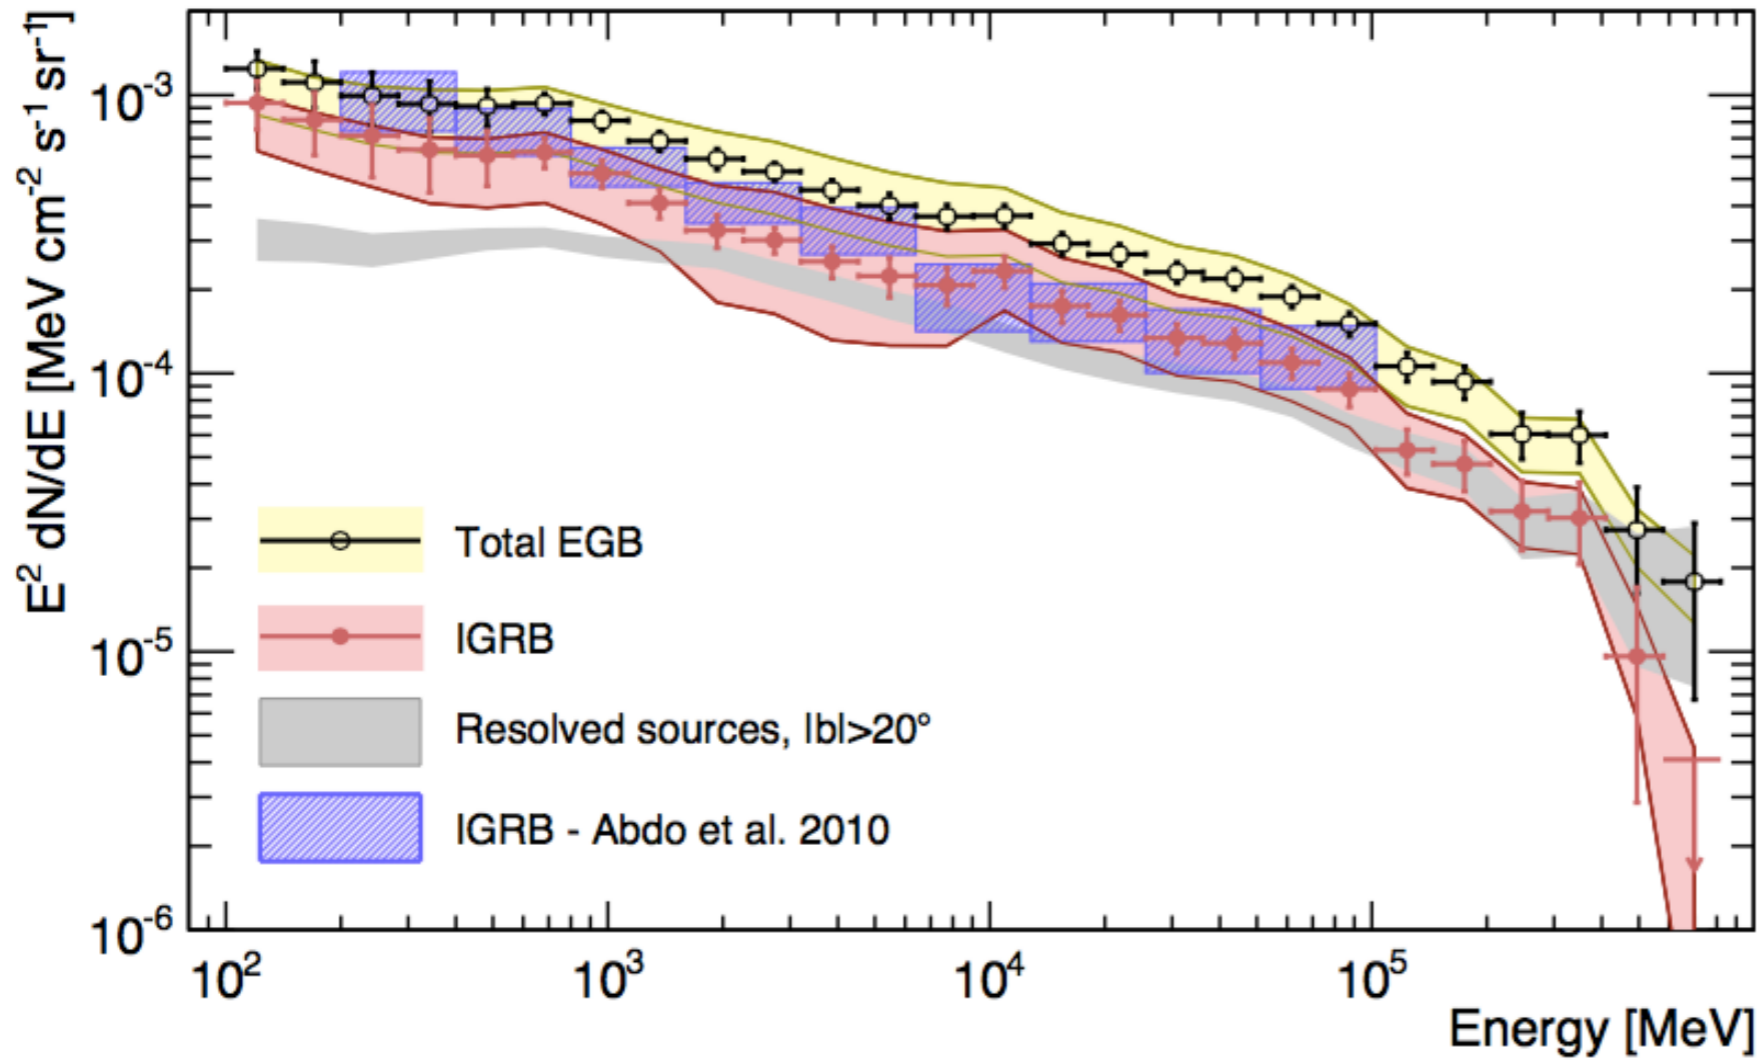 E² dN/dE [MeV cm⁻² s⁻¹ sr⁻¹]
10⁻³
10⁻⁴
10⁻⁵
10⁻⁶
Total EGB
IGRB
Resolved sources, |b|>20°
IGRB - Abdo et al. 2010
10² 10³ 10⁴ 10⁵
Energy [MeV]